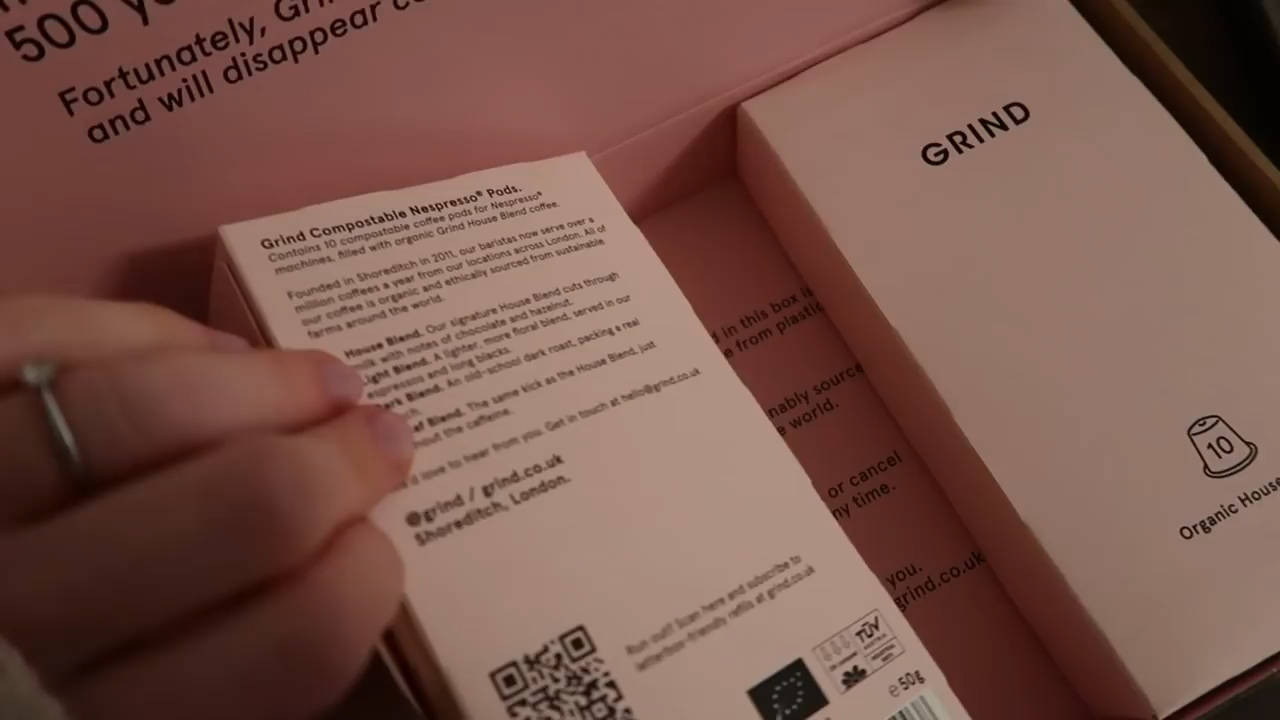 500
Fortunately,
and will disappear
Grind Compostable Nespresso® Pods.
Contains 10 compostable coffee pods for Nespresso®
machines, filled with organic Grind House Blend coffee.
Founded in Shoreditch in 2011, our baristas now serve over a
million coffees a year from our locations across London. All of
our coffee is organic and ethically sourced from sustainable
farms around the world.
House Blend. Our signature House Blend cuts through
milk with notes of chocolate and hazelnut.
Light Blend. A lighter, more floral blend, served in our
espressos and long blacks.
Dark Blend. An old-school dark roast, packing a real
Blend. The same kick as the House Blend, just
without the caffeine.
love to hear from you. Get in touch at hello@grind.co.uk
@grind / grind.co.uk
Shoreditch, London.
Run out? Scan here and subscribe to
letterbox-friendly refills at grind.co.uk
TÜV
AUSTRIA
e 50g
in this box is
from plastic
source
world.
or cancel
time.
you.
grind.co.uk
GRIND
10
Organic House